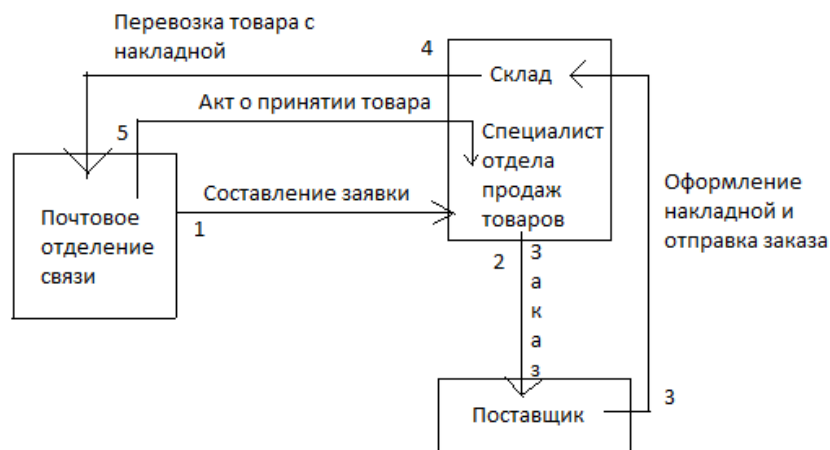 Перевозка товара с
накладной
4
Склад
Акт о принятии товара
5
Специалист
отдела
продаж
товаров
Составление заявки
1
Почтовое
отделение
связи
Оформление
накладной и
отправка заказа
2
З
а
к
а
з
Поставщик
3